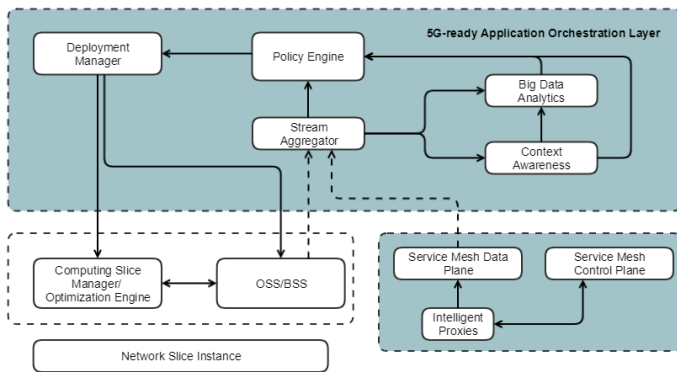 5G-ready Application Orchestration Layer
Deployment
Manager
Policy Engine
Big Data
Analytics
Stream
Aggregator
Context
Awareness
Computing Slice
Manager/
Optimization Engine
OSS/BSS
Service Mesh Data
Plane
Service Mesh
Control Plane
Intelligent
Proxies
Network Slice Instance